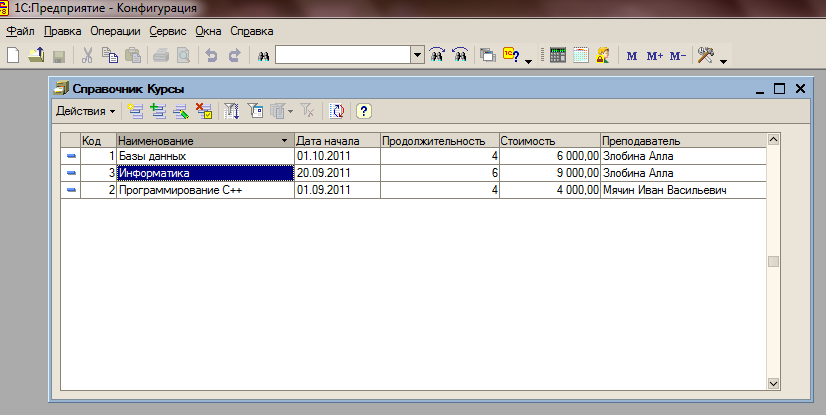 1С:Предприятие - Конфигурация
Файл Правка Операции Сервис Окна Справка
M M+ M−
Справочник Курсы
Действия
Код Наименование Дата начала Продолжительность Стоимость Преподаватель
1 Базы данных 01.10.2011 4 6 000,00 Злобина Алла
3 Информатика 20.09.2011 6 9 000,00 Злобина Алла
2 Программирование С++ 01.09.2011 4 4 000,00 Мячин Иван Васильевич